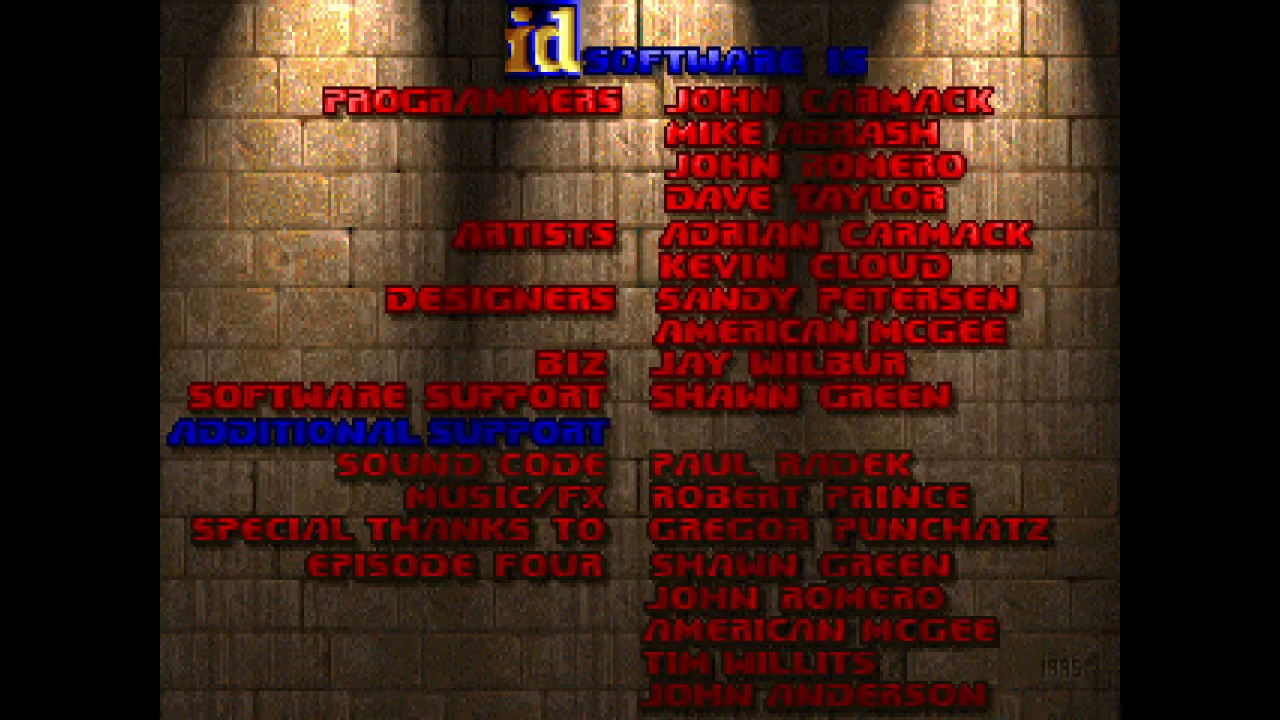 id SOFTWARE IS
PROGRAMMERS JOHN CARMACK
MIKE ABRASH
JOHN ROMERO
DAVE TAYLOR
ARTISTS ADRIAN CARMACK
KEVIN CLOUD
DESIGNERS SANDY PETERSEN
AMERICAN MCGEE
BIZ JAY WILBUR
SOFTWARE SUPPORT SHAWN GREEN
ADDITIONAL SUPPORT
SOUND CODE PAUL RADEK
MUSIC/FX ROBERT PRINCE
SPECIAL THANKS TO GREGOR PUNCHATZ
EPISODE FOUR SHAWN GREEN
JOHN ROMERO
AMERICAN MCGEE
TIM WILLITS
1995
JOHN ANDERSON